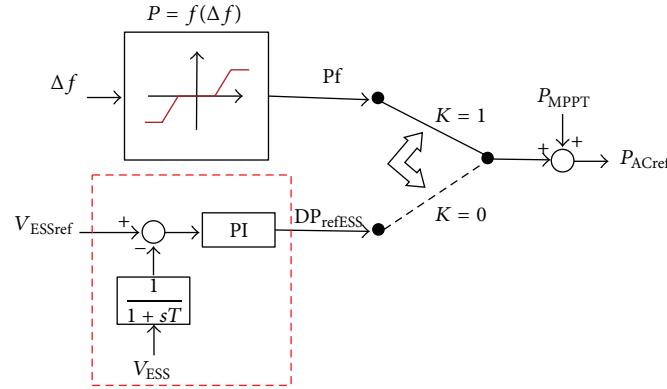 P = f(Δf)
Δf
Pf
K = 1
P_MPPT
+
+
P_ACref
V_ESSref
+
−
PI
DP_refESS
K = 0
1
1 + sT
V_ESS